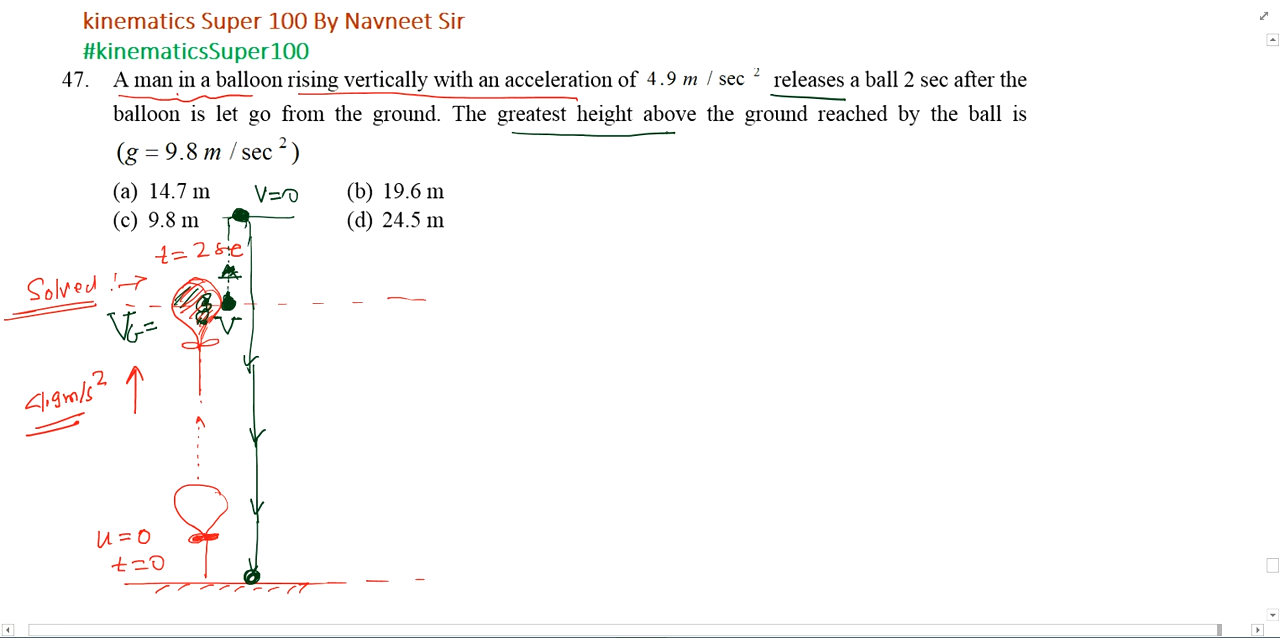 kinematics Super 100 By Navneet Sir
#kinematicsSuper100
47. A man in a balloon rising vertically with an acceleration of 4.9 m / sec ² releases a ball 2 sec after the
balloon is let go from the ground. The greatest height above the ground reached by the ball is
(g = 9.8 m / sec ²)
(a) 14.7 m
(b) 19.6 m
(c) 9.8 m
(d) 24.5 m
V=0
t=2 se
Solved :→
V
4.9m/s²
u=0
t=0